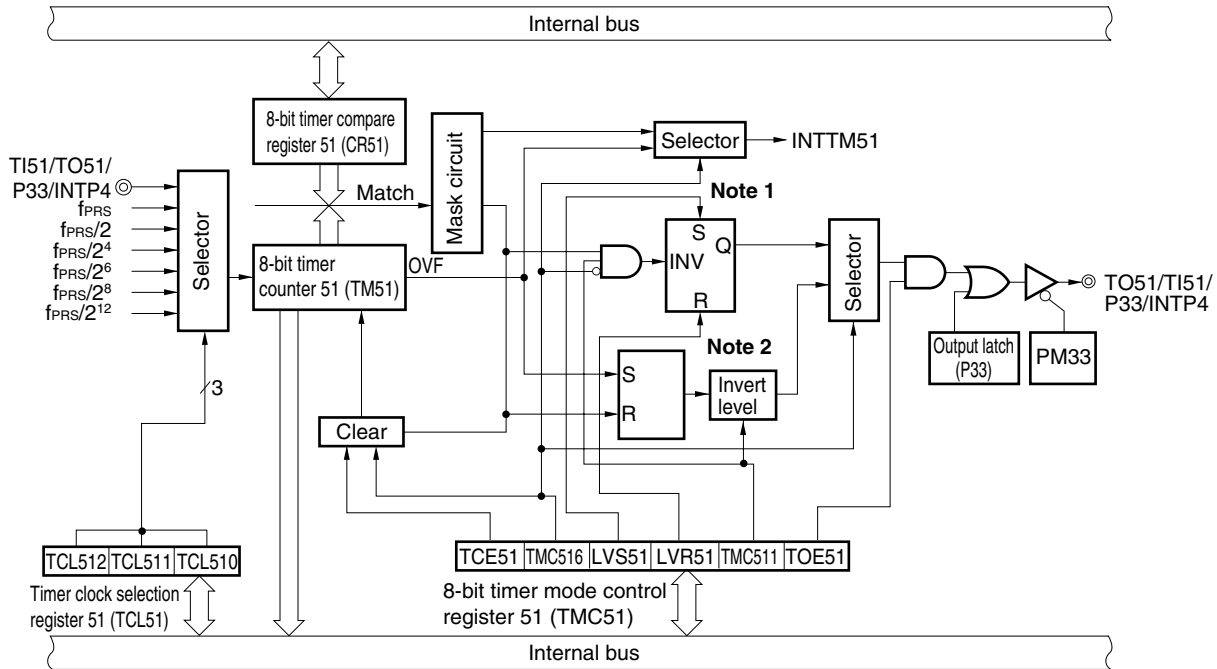 Internal bus
8-bit timer compare
register 51 (CR51)
Mask circuit
Selector
INTTM51
TI51/TO51/
P33/INTP4
fPRS
fPRS/2
fPRS/2⁴
fPRS/2⁶
fPRS/2⁸
fPRS/2¹²
Selector
Match
8-bit timer
counter 51 (TM51)
OVF
Note 1
S
INV
Q
R
Selector
TO51/TI51/
P33/INTP4
Output latch
(P33)
PM33
Note 2
S
R
Invert
level
3
Clear
TCL512
TCL511
TCL510
Timer clock selection
register 51 (TCL51)
TCE51
TMC516
LVS51
LVR51
TMC511
TOE51
8-bit timer mode control
register 51 (TMC51)
Internal bus